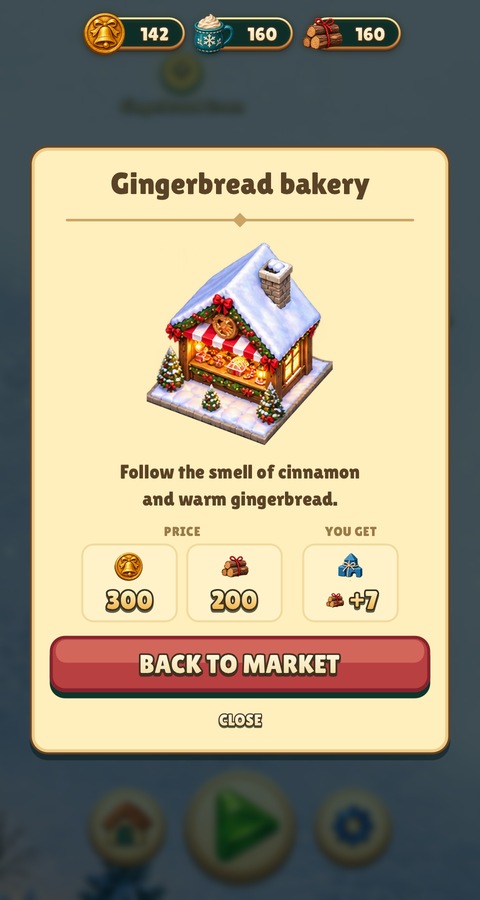 142
160
160
Gingerbread bakery
Follow the smell of cinnamon
and warm gingerbread.
PRICE
YOU GET
300
200
+7
BACK TO MARKET
CLOSE